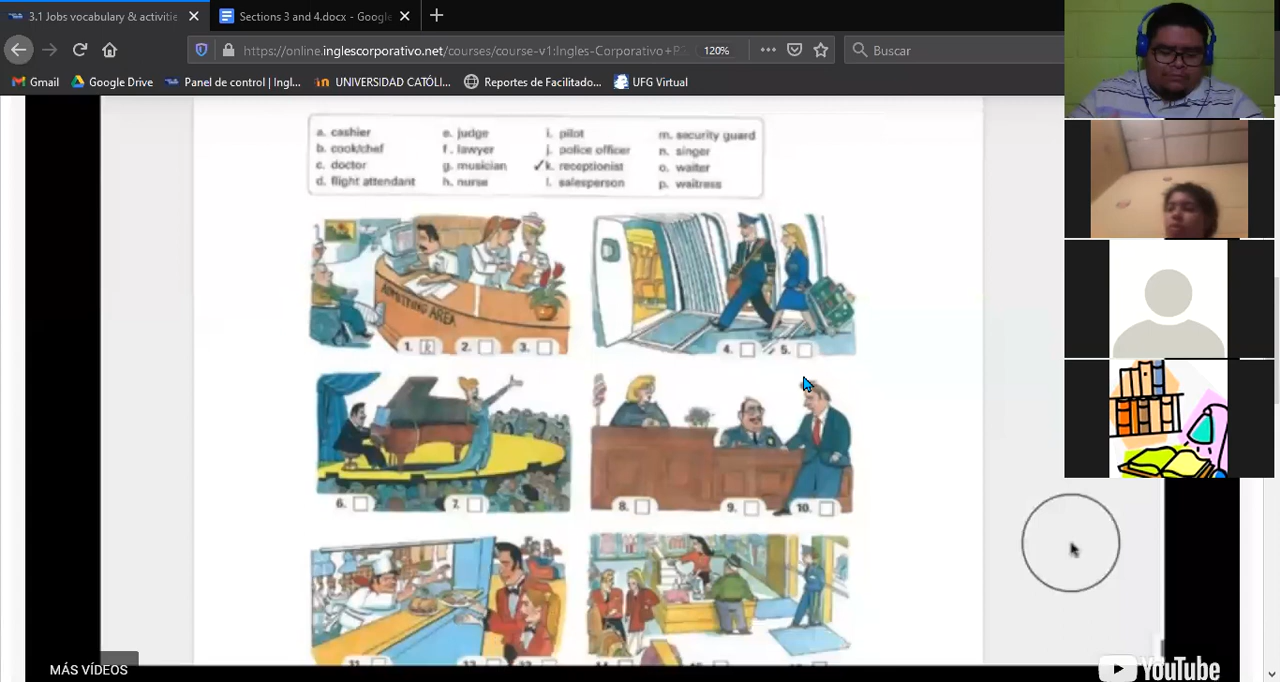 3.1 Jobs vocabulary & activitie
Sections 3 and 4.docx - Google
https://online.inglescorporativo.net/courses/course-v1:Ingles-Corporativo+P
120%
Buscar
Gmail
Google Drive
Panel de control | Ingl...
UNIVERSIDAD CATÓLI...
Reportes de Facilitado...
UFG Virtual
a. cashier e. judge i. pilot m. security guard
b. cook/chef f. lawyer j. police officer n. singer
c. doctor g. musician ✓k. receptionist o. waiter
d. flight attendant h. nurse l. salesperson p. waitress
ADMITTING AREA
1. k 2. 3.
4. 5.
6. 7.
8. 9. 10.
MÁS VÍDEOS
YouTube